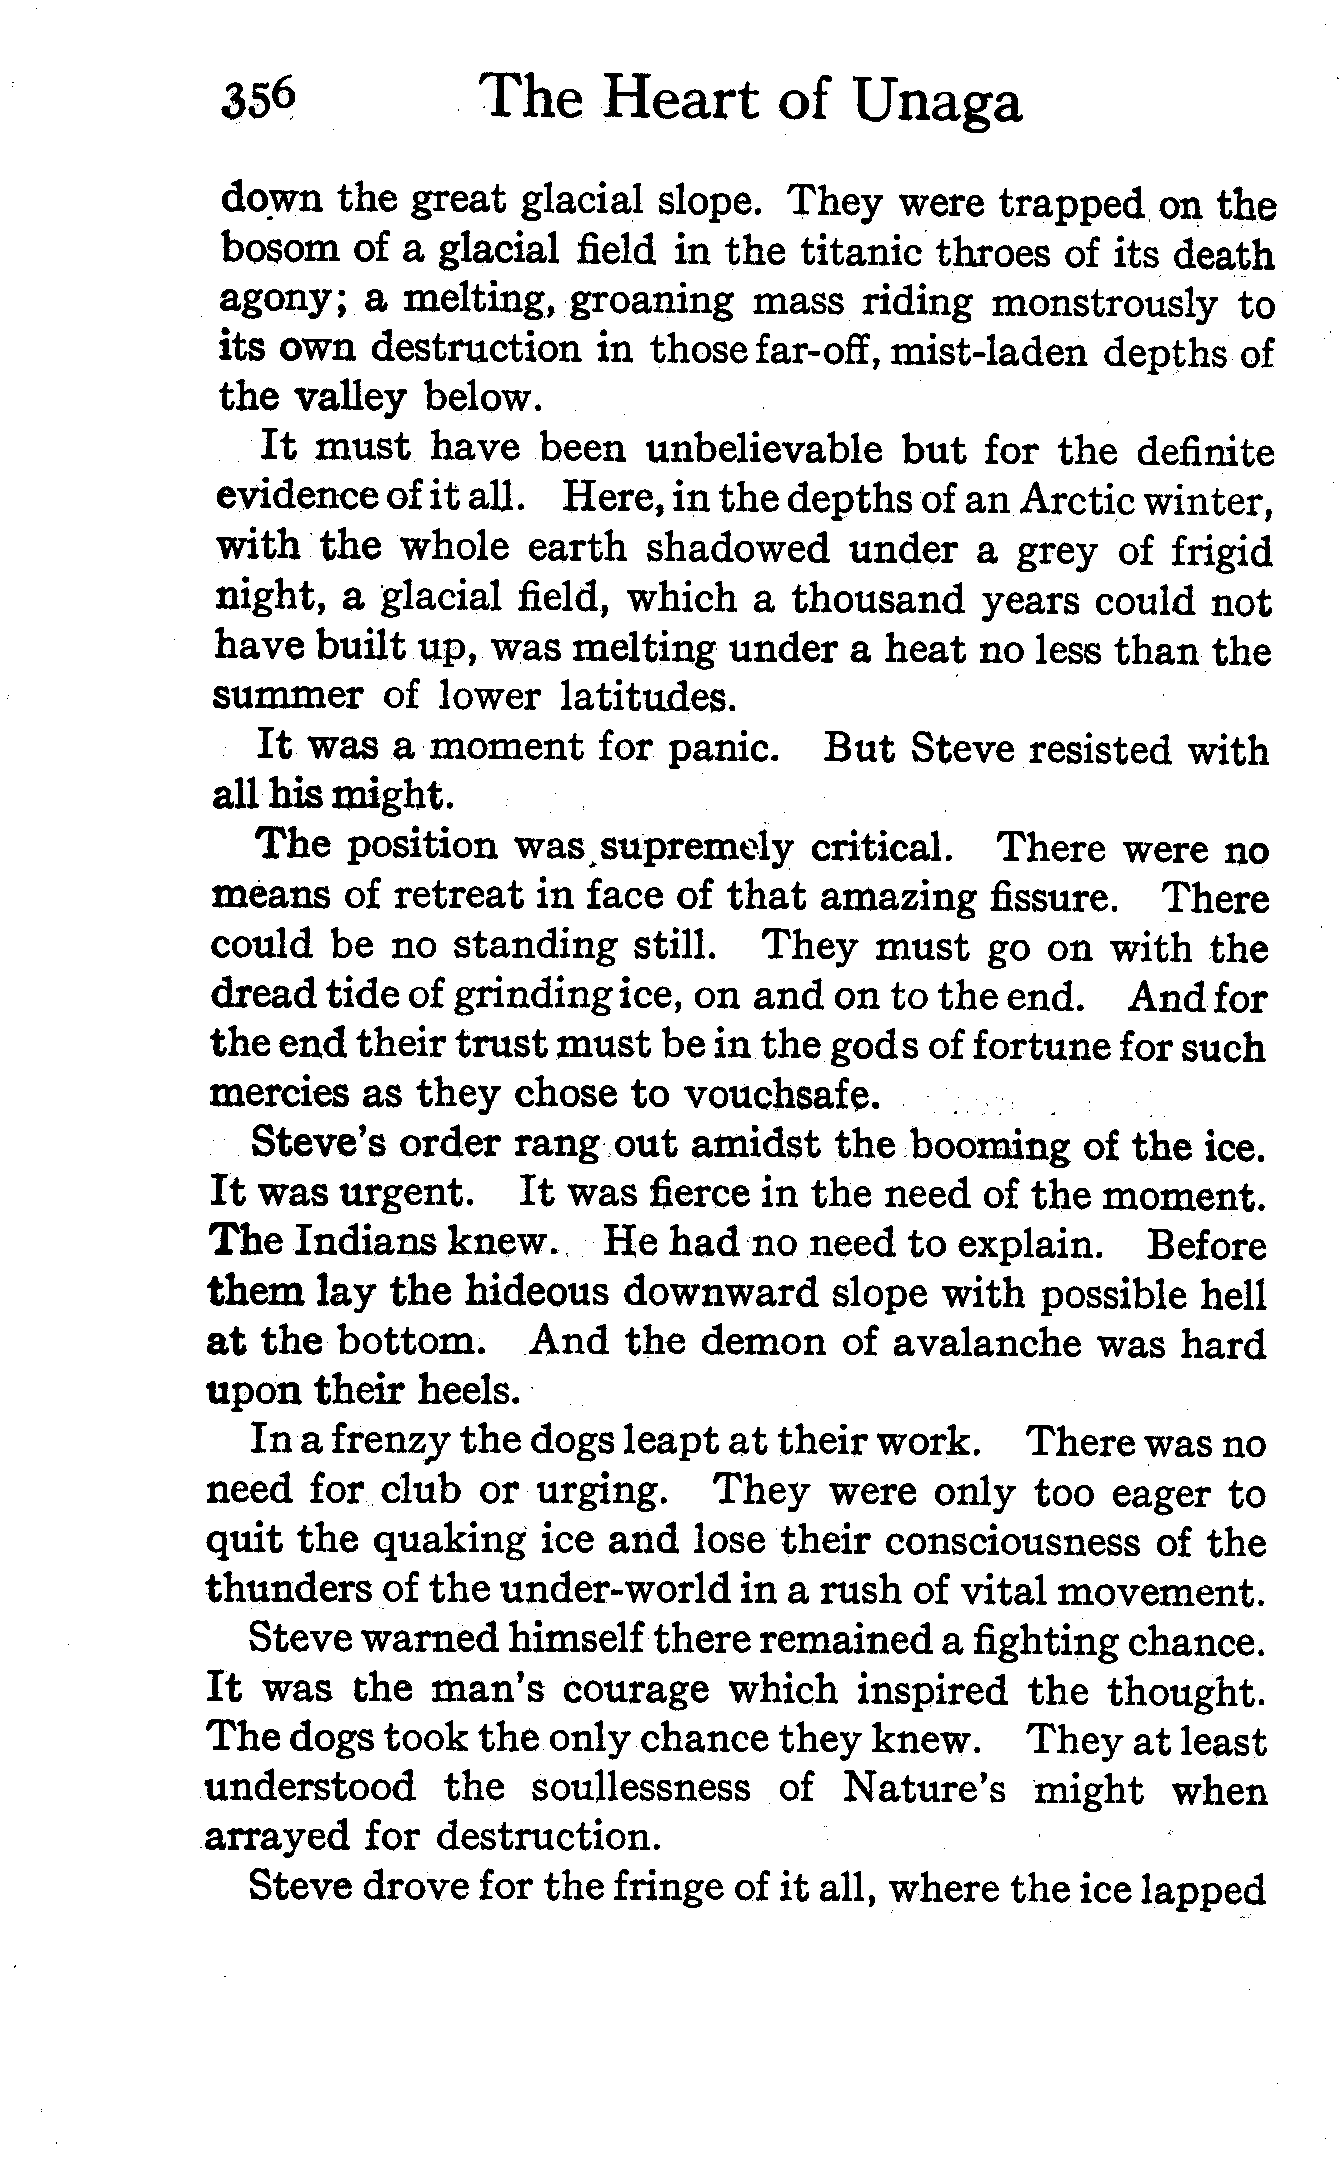 356 The Heart of Unaga
down the great glacial slope. They were trapped on the
bosom of a glacial field in the titanic throes of its death
agony; a melting, groaning mass riding monstrously to
its own destruction in those far-off, mist-laden depths of
the valley below.
It must have been unbelievable but for the definite
evidence of it all. Here, in the depths of an Arctic winter,
with the whole earth shadowed under a grey of frigid
night, a glacial field, which a thousand years could not
have built up, was melting under a heat no less than the
summer of lower latitudes.
It was a moment for panic. But Steve resisted with
all his might.
The position was supremely critical. There were no
means of retreat in face of that amazing fissure. There
could be no standing still. They must go on with the
dread tide of grinding ice, on and on to the end. And for
the end their trust must be in the gods of fortune for such
mercies as they chose to vouchsafe.
Steve's order rang out amidst the booming of the ice.
It was urgent. It was fierce in the need of the moment.
The Indians knew. He had no need to explain. Before
them lay the hideous downward slope with possible hell
at the bottom. And the demon of avalanche was hard
upon their heels.
In a frenzy the dogs leapt at their work. There was no
need for club or urging. They were only too eager to
quit the quaking ice and lose their consciousness of the
thunders of the under-world in a rush of vital movement.
Steve warned himself there remained a fighting chance.
It was the man's courage which inspired the thought.
The dogs took the only chance they knew. They at least
understood the soullessness of Nature's might when
arrayed for destruction.
Steve drove for the fringe of it all, where the ice lapped